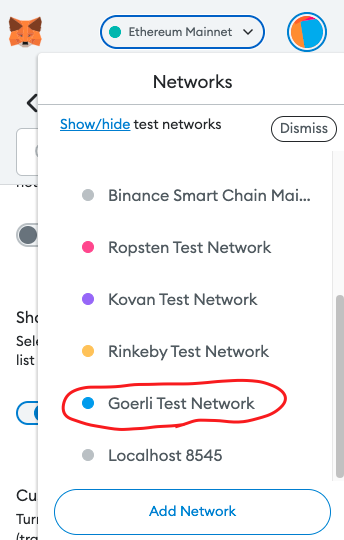 Ethereum Mainnet
Networks
Show/hide test networks
Dismiss
Binance Smart Chain Mai...
Ropsten Test Network
Kovan Test Network
Rinkeby Test Network
Goerli Test Network
Localhost 8545
Add Network
Sho
Sele
list
Cu
Turn
(tra